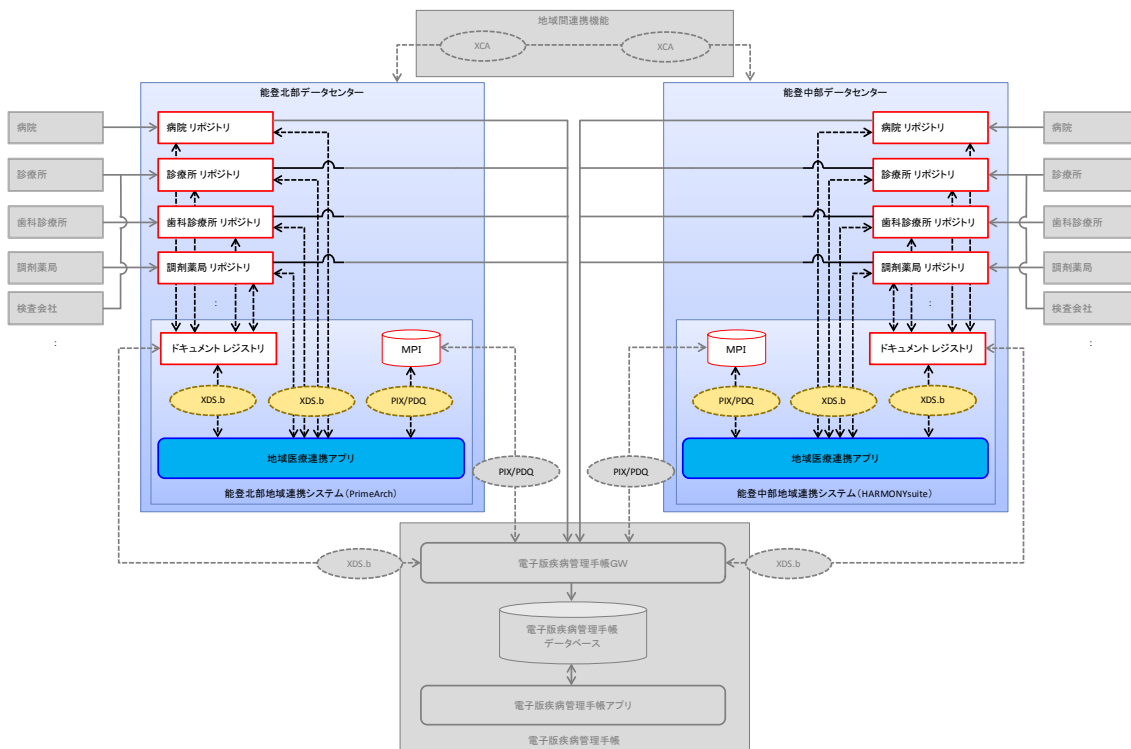 地域間連携機能
XCA
XCA
能登北部データセンター
能登中部データセンター
病院
病院 リポジトリ
病院 リポジトリ
病院
診療所
診療所 リポジトリ
診療所 リポジトリ
診療所
歯科診療所
歯科診療所 リポジトリ
歯科診療所 リポジトリ
歯科診療所
調剤薬局
調剤薬局 リポジトリ
調剤薬局 リポジトリ
調剤薬局
検査会社
:
:
検査会社
:
:
ドキュメント レジストリ
MPI
MPI
ドキュメント レジストリ
XDS.b
XDS.b
PIX/PDQ
PIX/PDQ
XDS.b
XDS.b
地域医療連携アプリ
地域医療連携アプリ
PIX/PDQ
PIX/PDQ
能登北部地域連携システム（PrimeArch）
能登中部地域連携システム（HARMONYsuite）
XDS.b
電子版疾病管理手帳GW
XDS.b
電子版疾病管理手帳
データベース
電子版疾病管理手帳アプリ
電子版疾病管理手帳